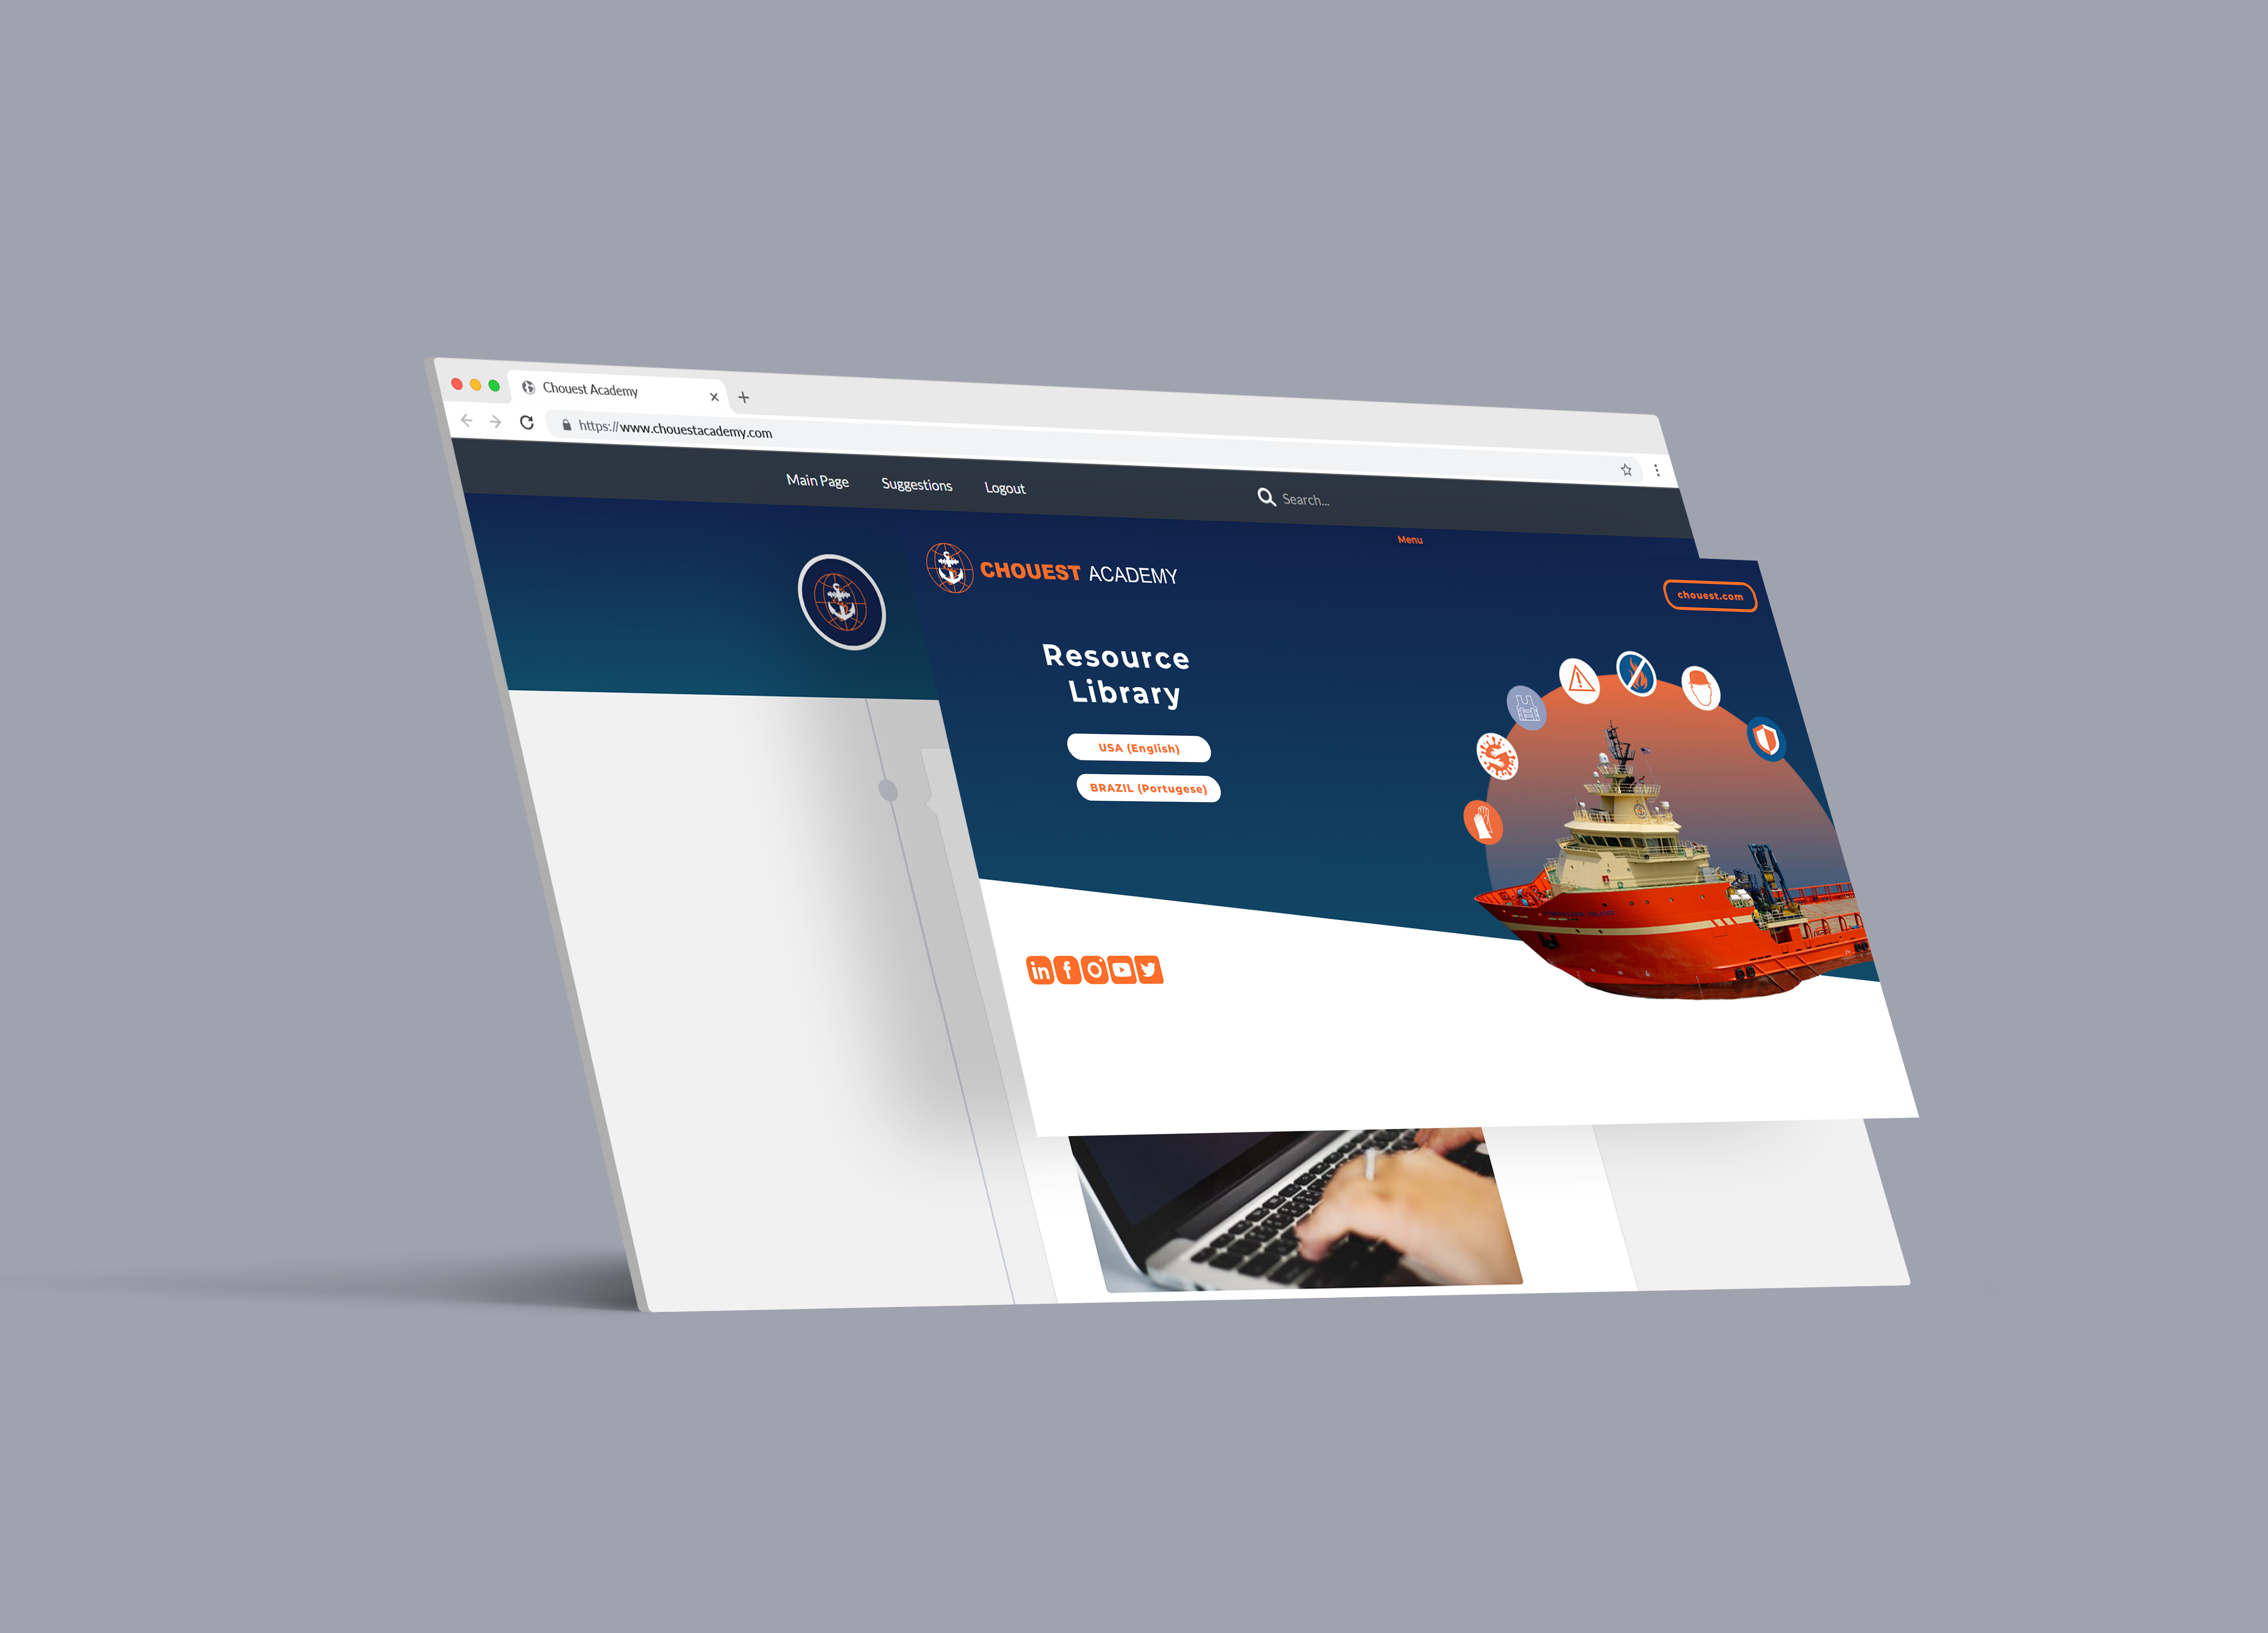 Chouest Academy
https://www.chouestacademy.com
Main Page Suggestions Logout Search...
Menu
CHOUEST ACADEMY
chouest.com
Resource
Library
USA (English)
BRAZIL (Portugese)
in f